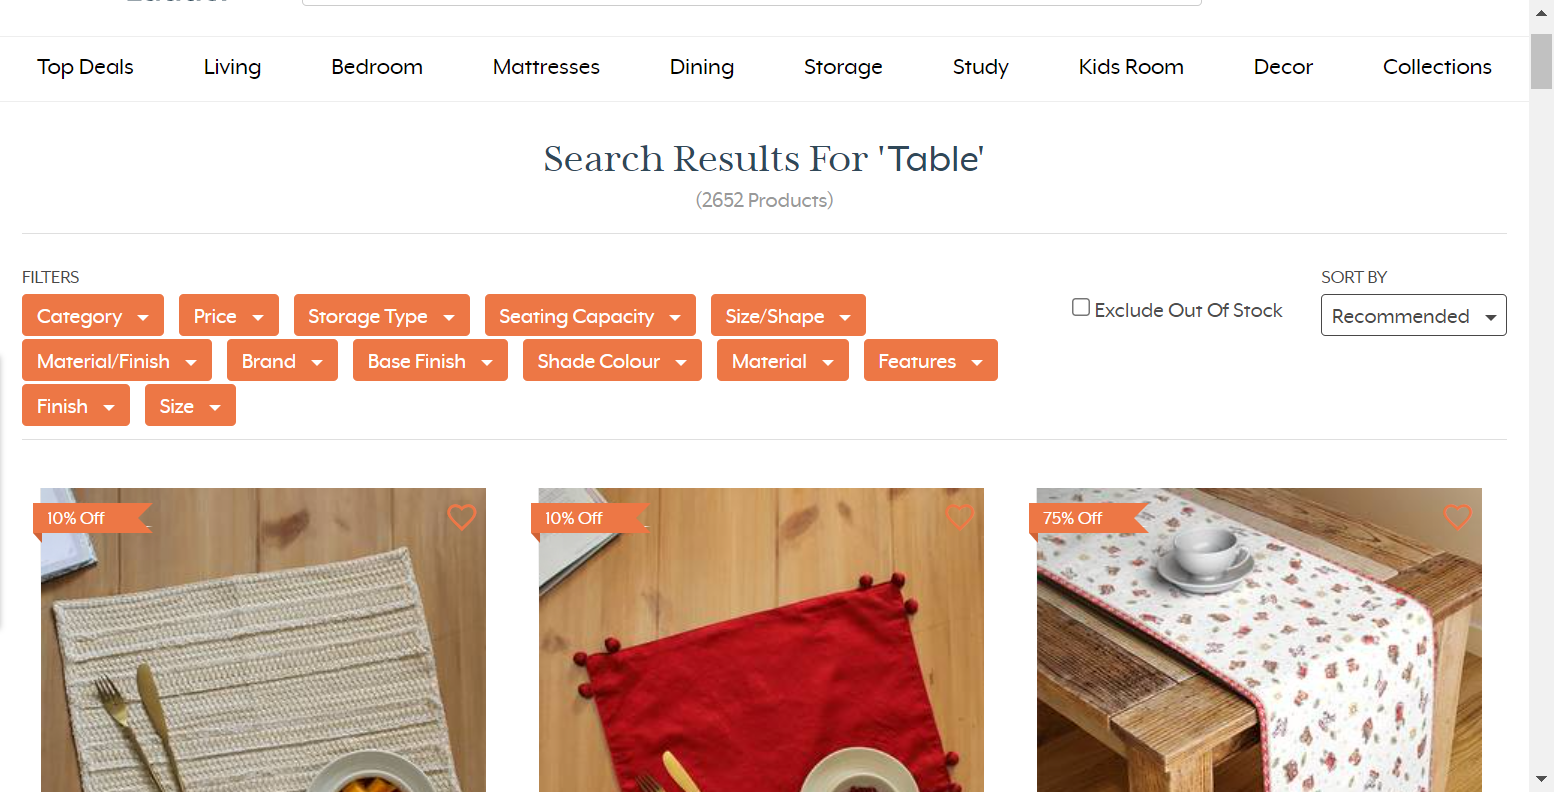 Top Deals Living Bedroom Mattresses Dining Storage Study Kids Room Decor Collections
Search Results For 'Table'
(2652 Products)
FILTERS
SORT BY
Category Price Storage Type Seating Capacity Size/Shape
Exclude Out Of Stock
Recommended
Material/Finish Brand Base Finish Shade Colour Material Features
Finish Size
10% Off
10% Off
75% Off